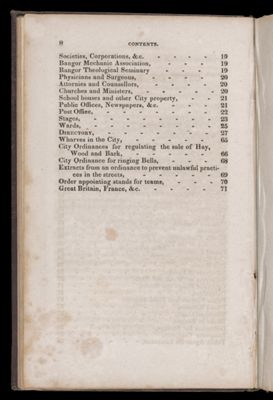 8 CONTENTS.
Societies, Corporations, &c. - - - - 19
Bangor Mechanic Association, - - - - 19
Bangor Theological Seminary - - - - 19
Physicians and Surgeons, - - - - 20
Attornies and Counsellors, - - - - 20
Churches and Ministers, - - - - 20
School houses and other City property, - - 21
Public Offices, Newspapers, &c. - - - 21
Post Office, - - - - - - 22
Stages, - - - - - - 23
Wards, - - - - - - 25
DIRECTORY, - - - - - - 27
Wharves in the City, - - - - - 65
City Ordinances for regulating the sale of Hay,
Wood and Bark, - - - - - 66
City Ordinance for ringing Bells, - - - 68
Extracts from an ordinance to prevent unlawful practi-
ces in the streets, - - - - - 69
Order appointing stands for teams, - - - 70
Great Britain, France, &c. - - - - 71